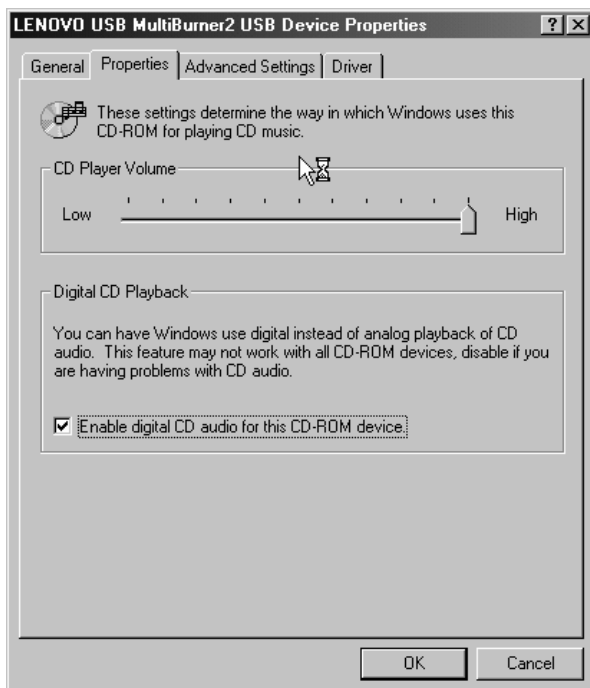 LENOVO USB MultiBurner2 USB Device Properties
General Properties Advanced Settings Driver
These settings determine the way in which Windows uses this
CD-ROM for playing CD music.
CD Player Volume
Low High
Digital CD Playback
You can have Windows use digital instead of analog playback of CD
audio. This feature may not work with all CD-ROM devices, disable if you
are having problems with CD audio.
Enable digital CD audio for this CD-ROM device.
OK Cancel